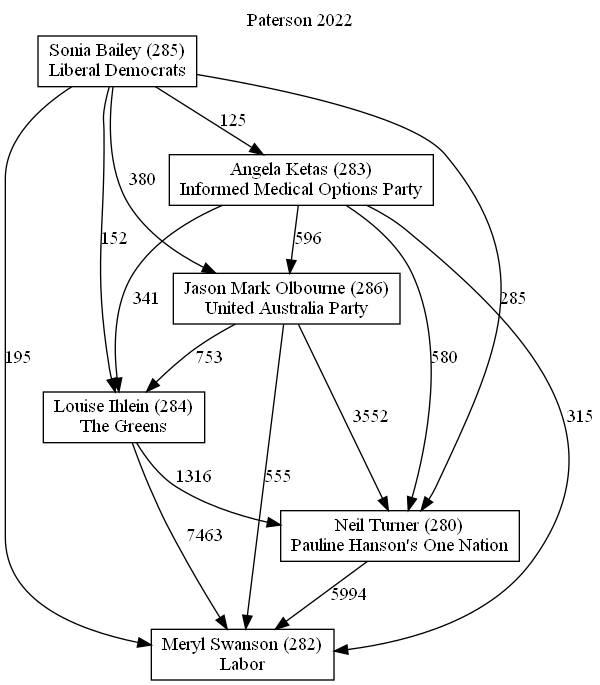 Paterson 2022
Sonia Bailey (285)
Liberal Democrats
125
Angela Ketas (283)
Informed Medical Options Party
380
152
596
285
Jason Mark Olbourne (286)
United Australia Party
341
195
753
580
3552
315
Louise Ihlein (284)
The Greens
1316
555
7463
Neil Turner (280)
Pauline Hanson's One Nation
5994
Meryl Swanson (282)
Labor